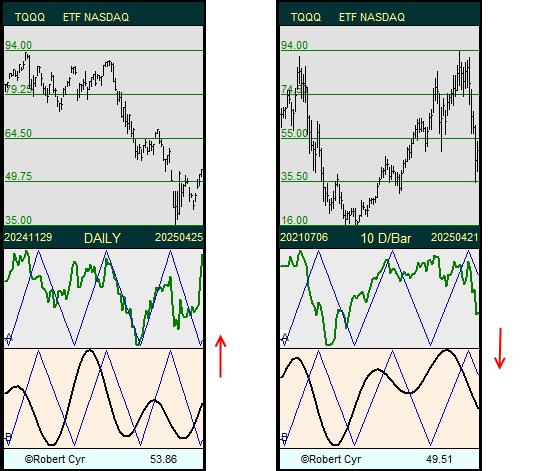 TQQQ ETF NASDAQ
94.00
79.25
64.50
49.75
35.00
20241129 DAILY 20250425
A
B
©Robert Cyr 53.86
TQQQ ETF NASDAQ
94.00
74.50
55.00
35.50
16.00
20210706 10 D/Bar 20250421
A
B
©Robert Cyr 49.51